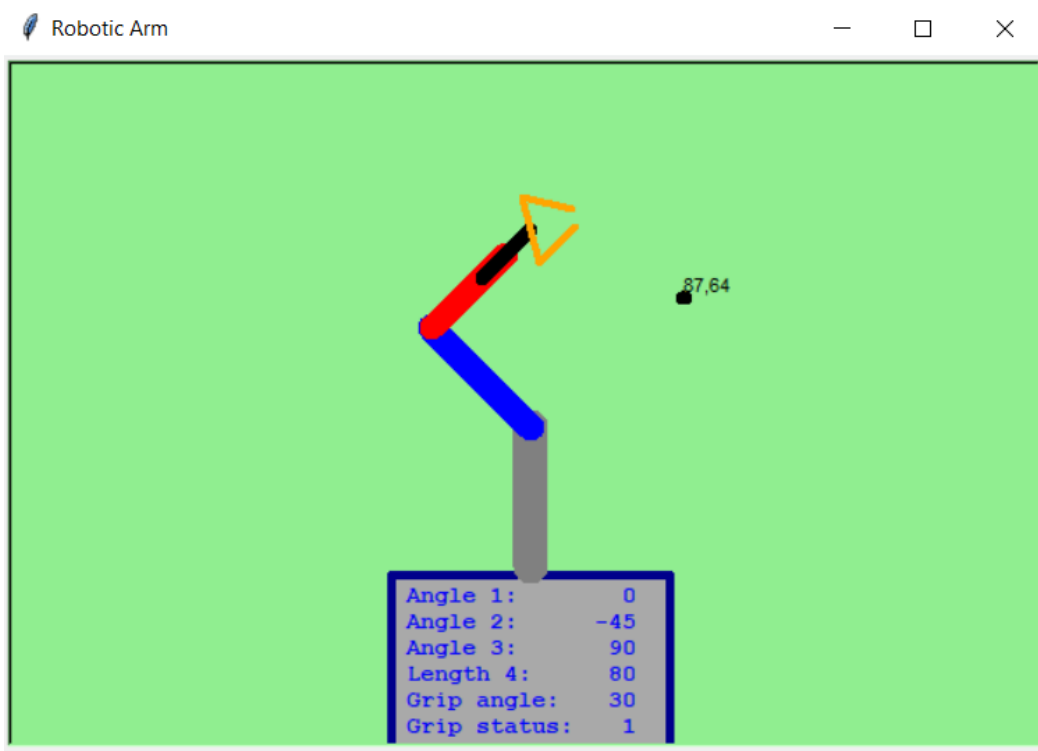 Robotic Arm
87,64
Angle 1: 0
Angle 2: -45
Angle 3: 90
Length 4: 80
Grip angle: 30
Grip status: 1